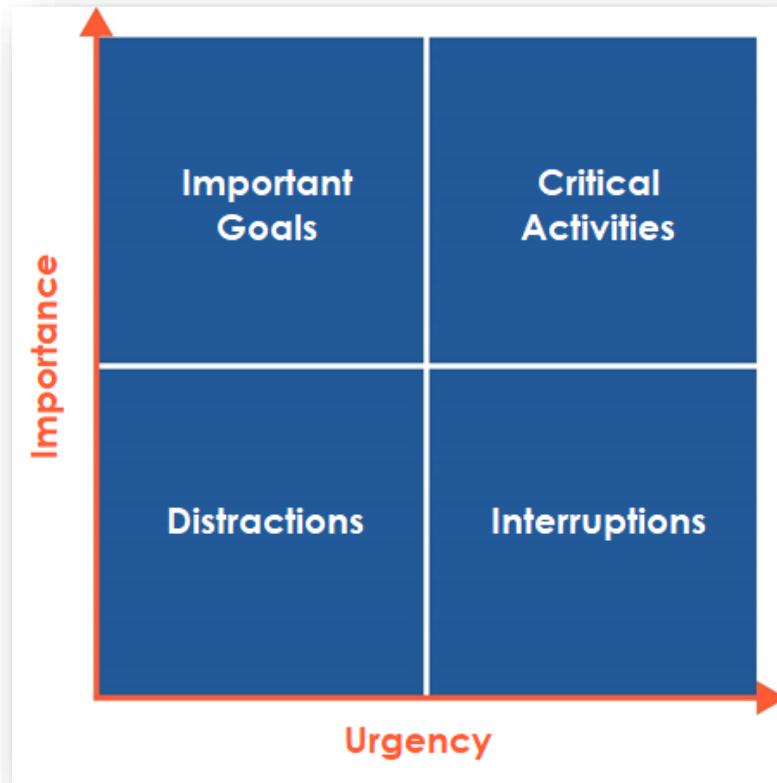 Importance
Important
Goals
Critical
Activities
Distractions
Interruptions
Urgency